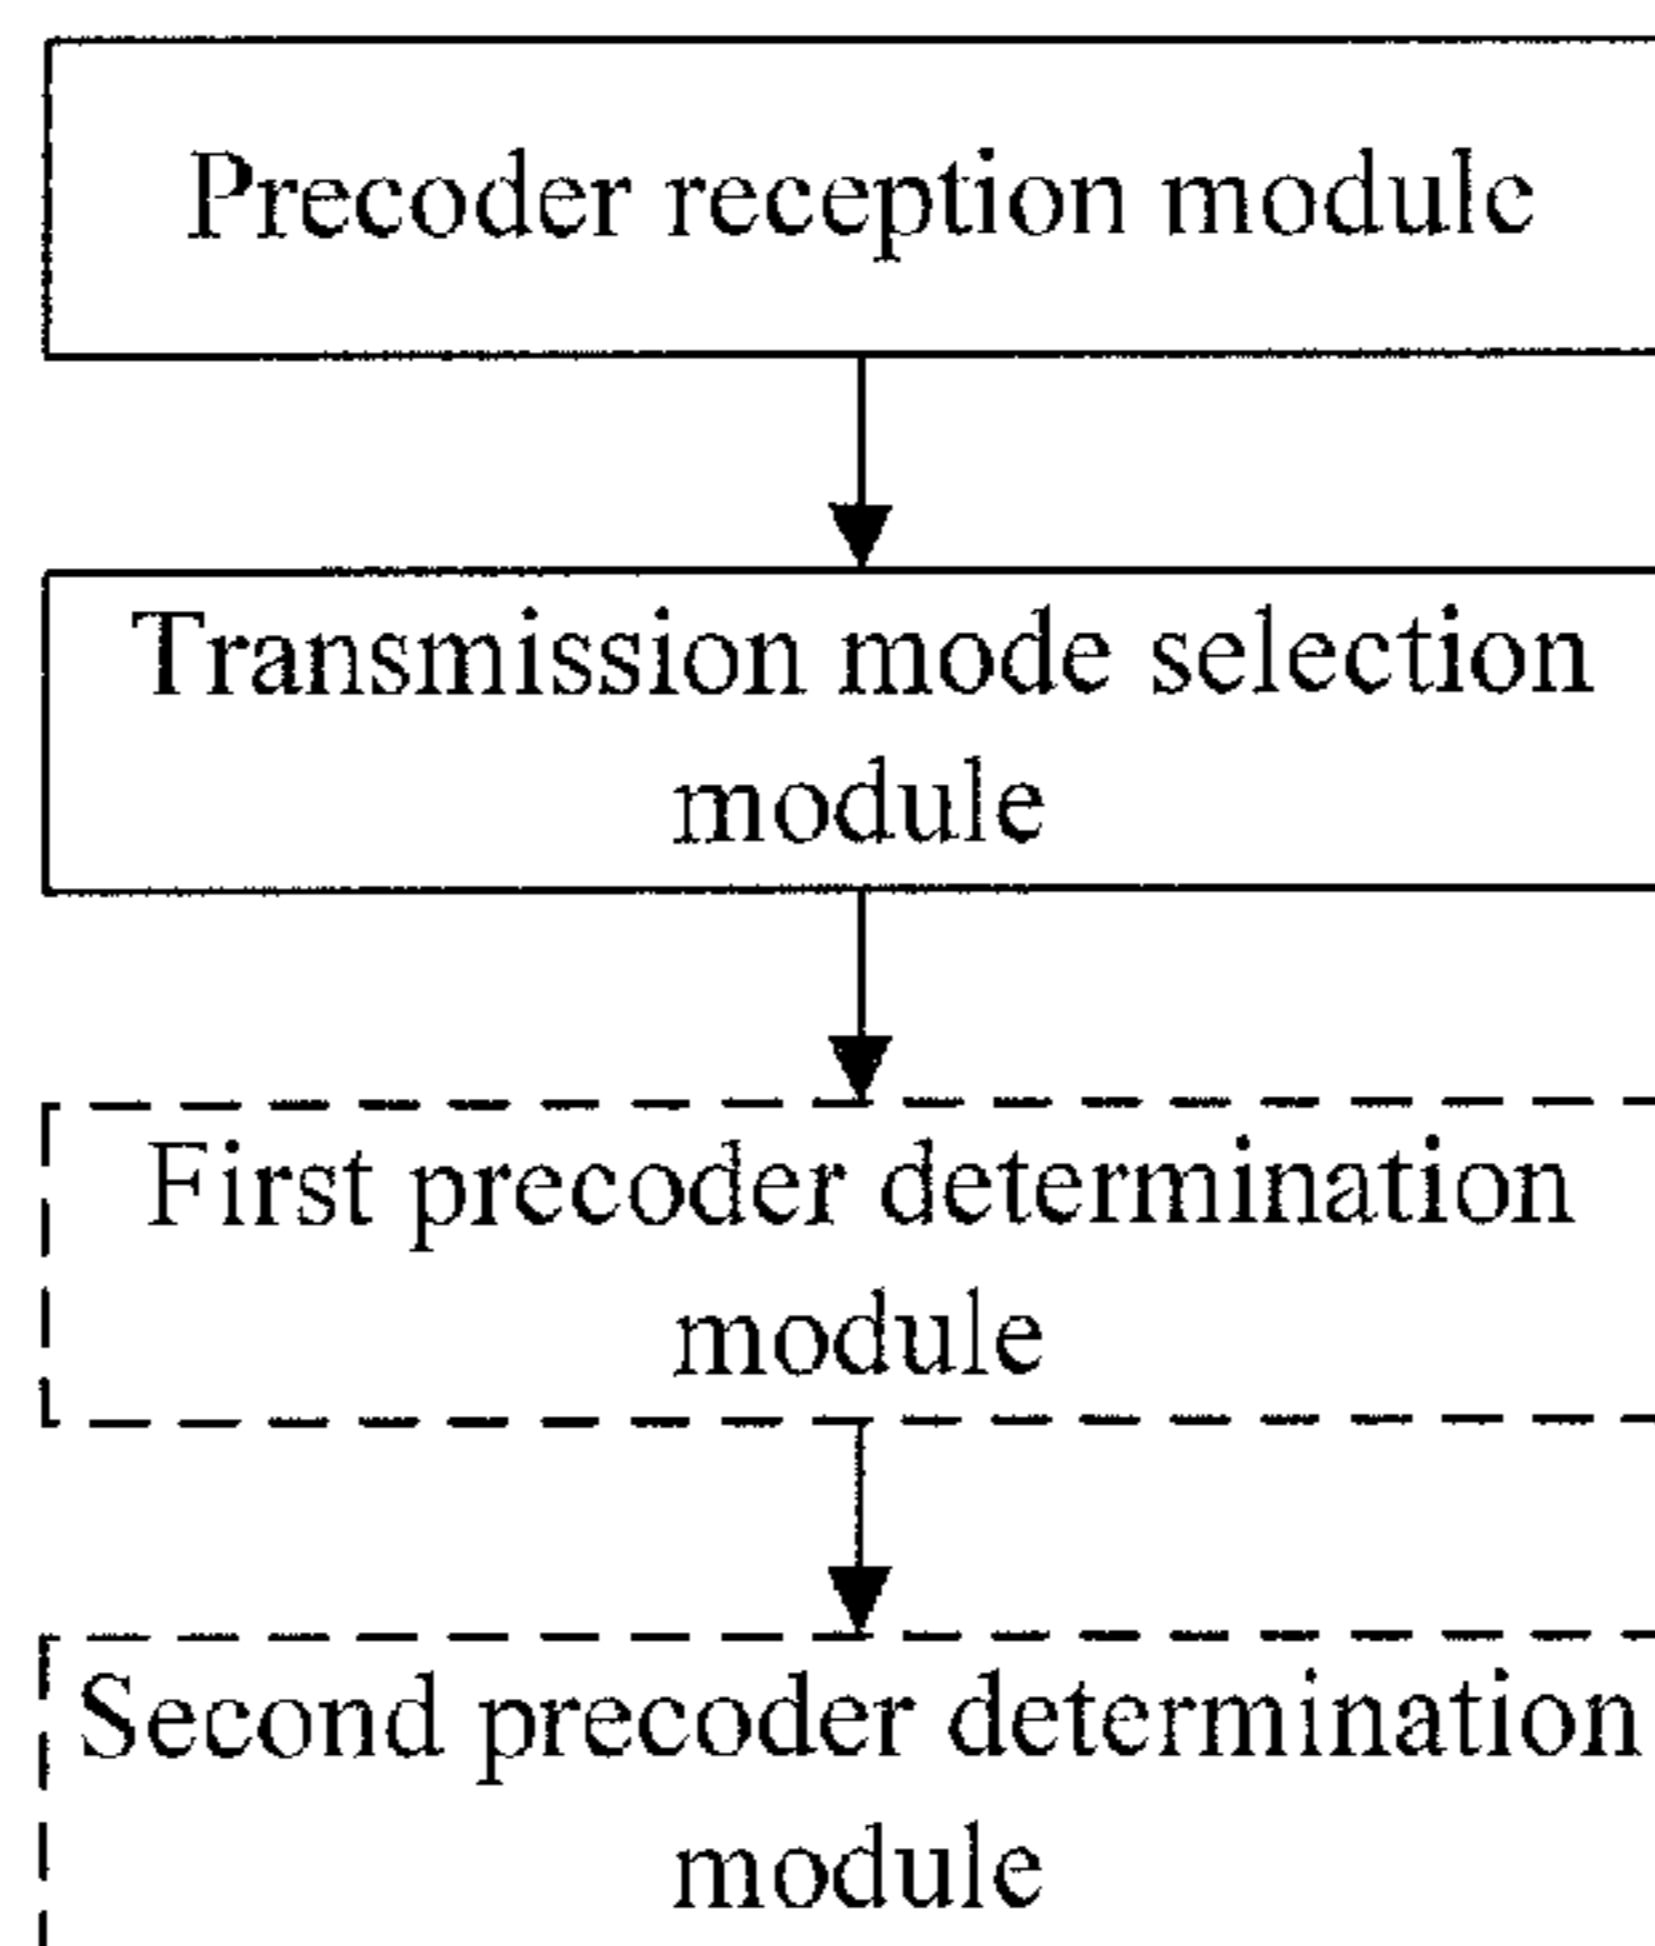 Precoder reception module
Transmission mode selection
module
First precoder determination
module
Second precoder determination
module